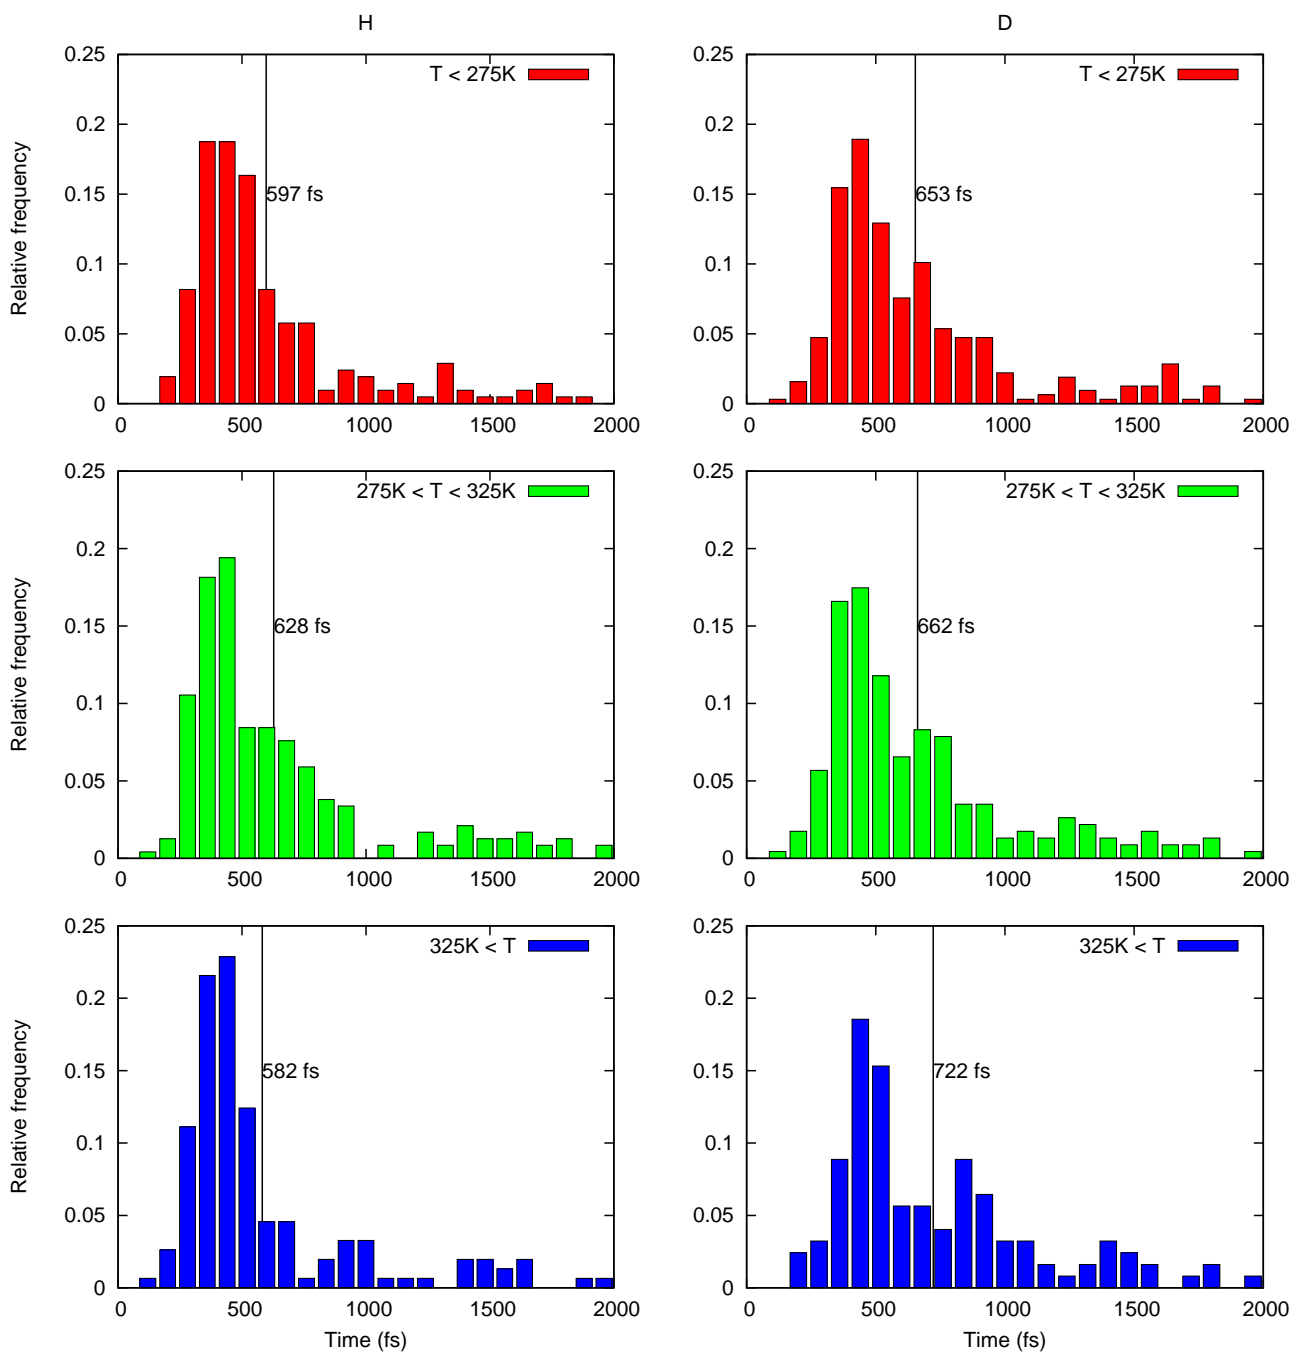 H
D
0.25
0.2
0.15
0.1
0.05
0
Relative frequency
T < 275K
597 fs
0 500 1000 1500 2000
0.25
0.2
0.15
0.1
0.05
0
T < 275K
653 fs
0 500 1000 1500 2000
0.25
0.2
0.15
0.1
0.05
0
Relative frequency
275K < T < 325K
628 fs
0 500 1000 1500 2000
0.25
0.2
0.15
0.1
0.05
0
275K < T < 325K
662 fs
0 500 1000 1500 2000
0.25
0.2
0.15
0.1
0.05
0
Relative frequency
325K < T
582 fs
0 500 1000 1500 2000
Time (fs)
0.25
0.2
0.15
0.1
0.05
0
325K < T
722 fs
0 500 1000 1500 2000
Time (fs)